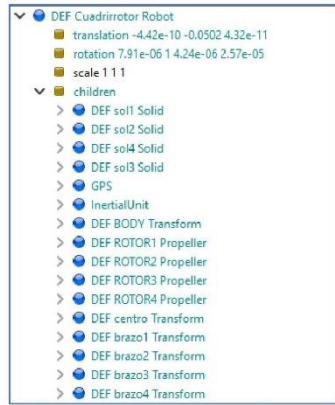 DEF Cuadrirrotor Robot
translation -4.42e-10 -0.0502 4.32e-11
rotation 7.91e-06 1 4.24e-06 2.57e-05
scale 1 1 1
children
DEF sol1 Solid
DEF sol2 Solid
DEF sol4 Solid
DEF sol3 Solid
GPS
InertialUnit
DEF BODY Transform
DEF ROTOR1 Propeller
DEF ROTOR2 Propeller
DEF ROTOR3 Propeller
DEF ROTOR4 Propeller
DEF centro Transform
DEF brazo1 Transform
DEF brazo2 Transform
DEF brazo3 Transform
DEF brazo4 Transform